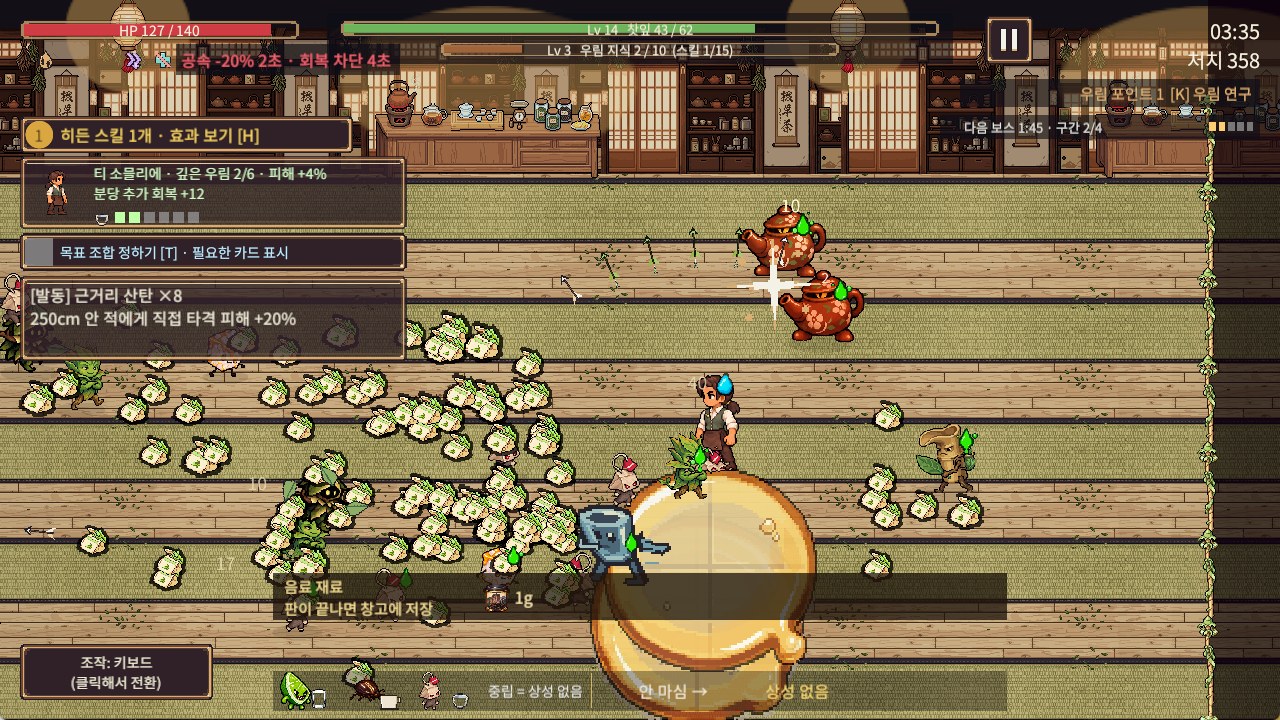 HP 127 / 140
Lv 14 찻잎 43 / 62
Lv 3 우림 지식 2 / 10 (스킬 1/15)
03:35
처치 358
공속 -20% 2초 · 회복 차단 4초
우림 포인트 1 [K] 우림 연구
다음 보스 1:45 · 구간 2/4
1 히든 스킬 1개 · 효과 보기 [H]
티 소믈리에 · 깊은 우림 2/6 · 피해 +4%
분당 추가 회복 +12
목표 조합 정하기 [T] · 필요한 카드 표시
[발동] 근거리 산탄 ×8
250cm 안 적에게 직접 타격 피해 +20%
10
10
17
음료 재료
판이 끝나면 창고에 저장
1g
조작: 키보드
(클릭해서 전환)
중립 = 상성 없음
안 마심 →
상성 없음